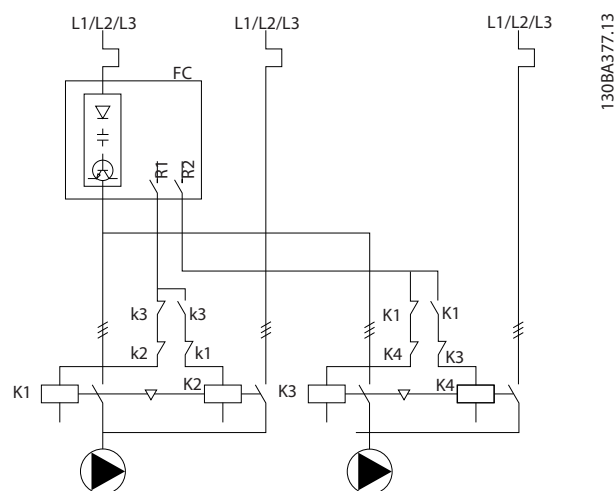 L1/L2/L3 L1/L2/L3 L1/L2/L3
130BA377.13
FC
R1 R2
k3 k3 K1 K1
k2 k1 K4 K3
K1 K2 K3 K4